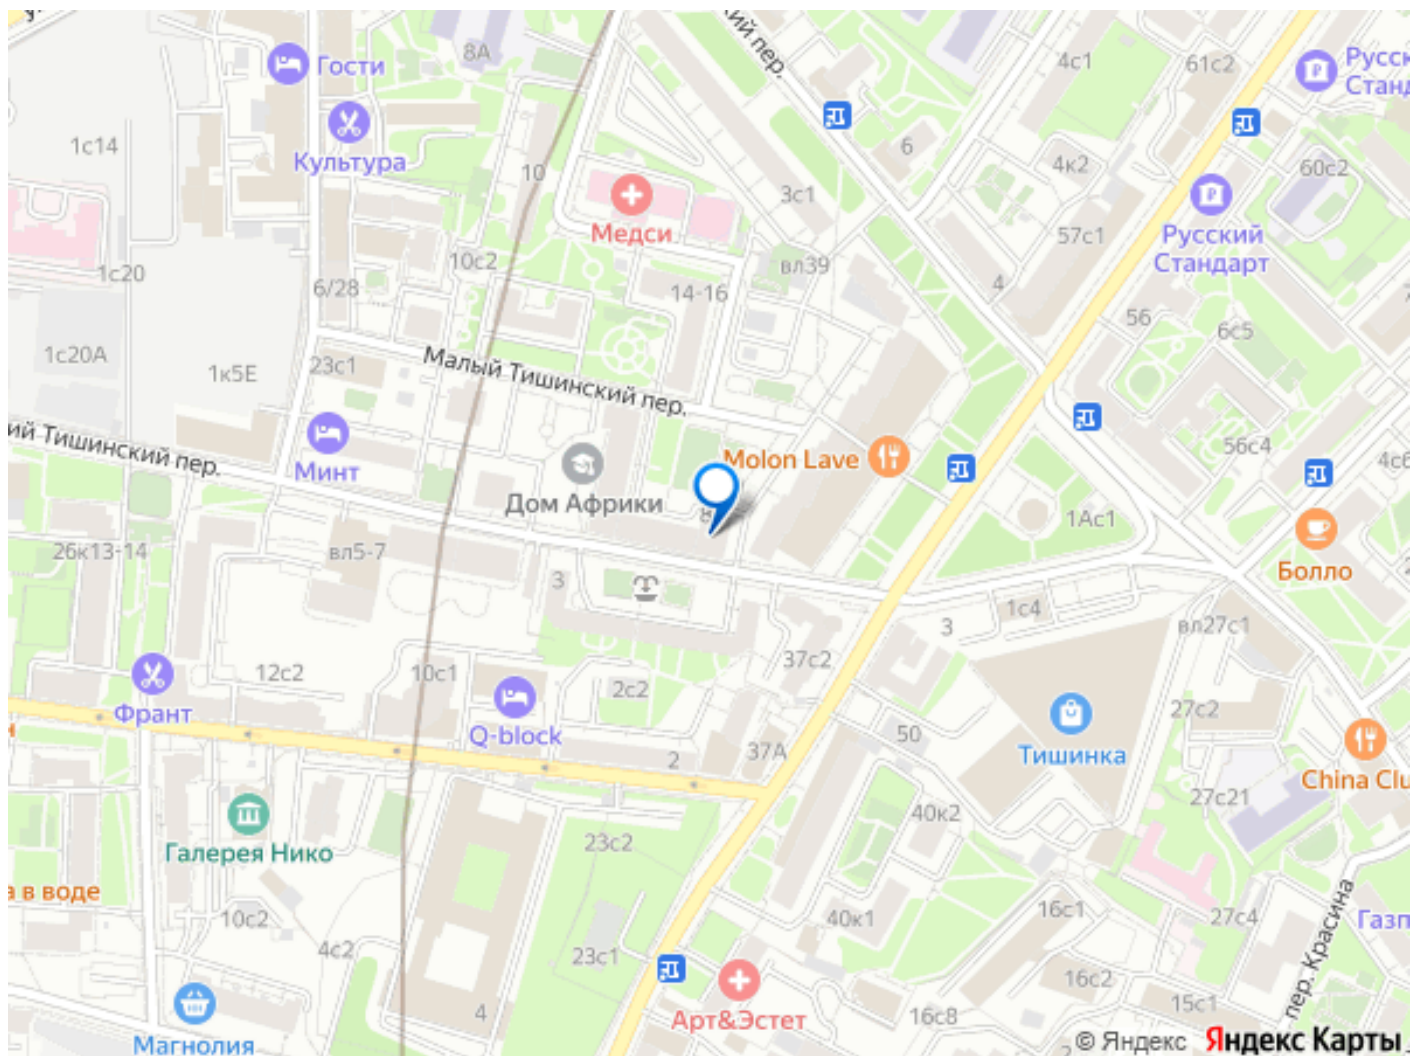 8А
ский пер.
4с1
61с2
Русск
Станд
Гости
1с14
Культура
10
6
4к2
60с2
3с1
Медси
57с1
Русский
Стандарт
10с2
вл39
1с20
6/28
14-16
4
56
6с5
1с20А
1к5Е
23с1
Малый Тишинский пер.
ий Тишинский пер.
Минт
Дом Африки
Molon Lave
56с4
4с6
1Ас1
26к13-14
вл5-7
3
Болло
1с4
3
вл27с1
12с2
10с1
2с2
37с2
Франт
Q-block
2
37А
50
Тишинка
27с2
China Clu
27с21
Галерея Нико
23с2
40к2
а в воде
10с2
4с2
40к1
16с1
27с4
Газп
пер. Красина
23с1
16с2
4
Арт&Эстет
16с8
15с1
Магнолия
© Яндекс Яндекс Карты